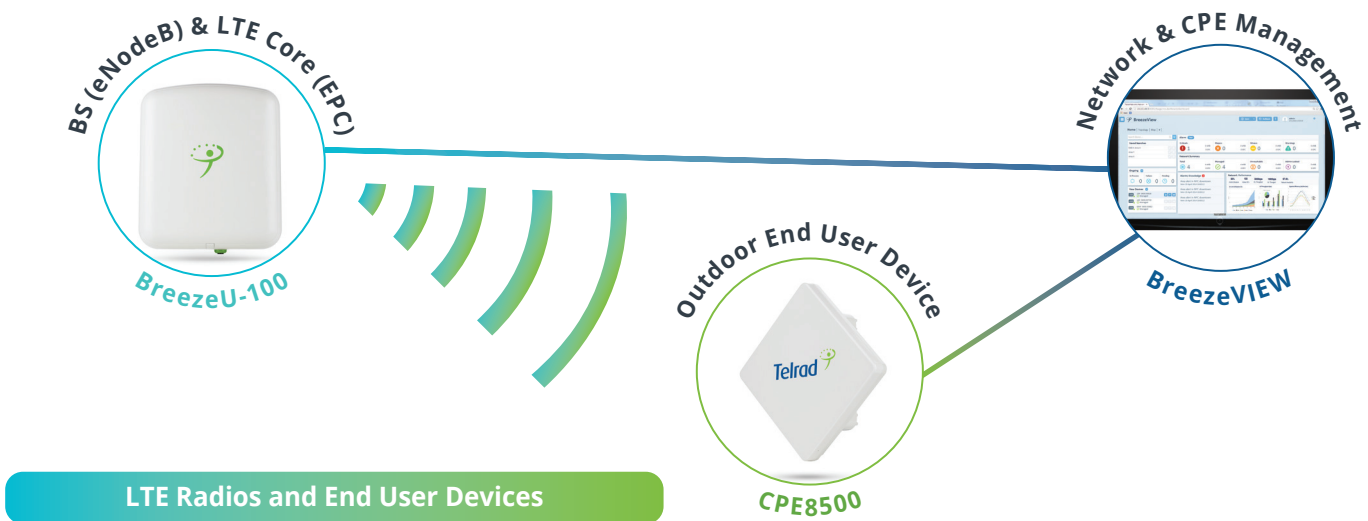 BS (eNodeB) & LTE Core (EPC)
BreezeU-100
Network & CPE Management
BreezeView
BreezeVIEW
Outdoor End User Device
Telrad
CPE8500
LTE Radios and End User Devices